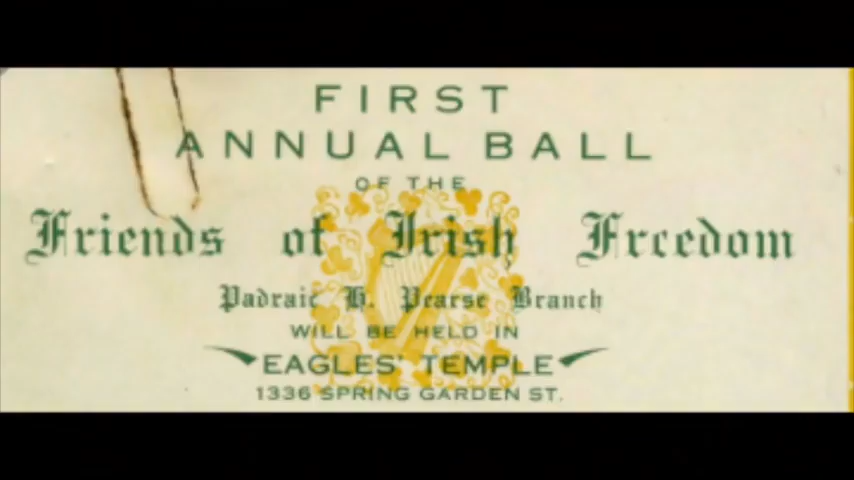 FIRST
ANNUAL BALL
OF THE
Friends of Irish Freedom
Padraic H. Pearse Branch
WILL BE HELD IN
EAGLES' TEMPLE
1336 SPRING GARDEN ST.